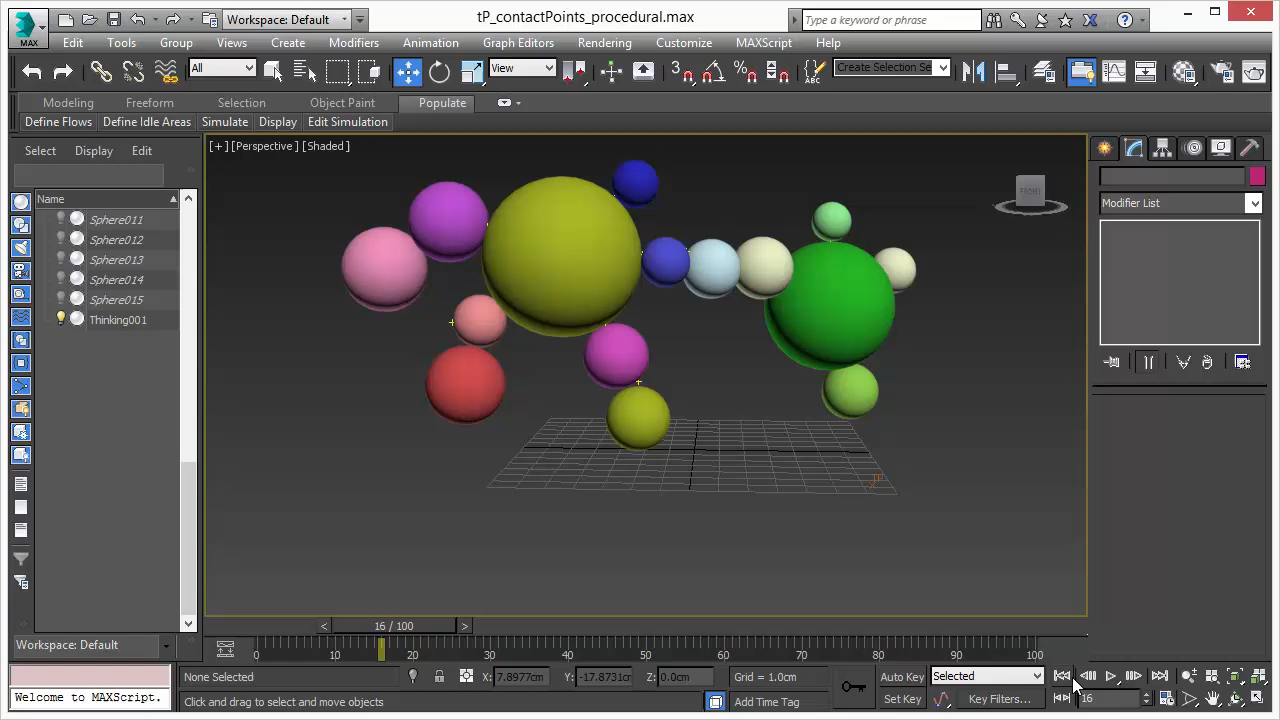 Workspace: Default
tP_contactPoints_procedural.max
Type a keyword or phrase
MAX
Edit Tools Group Views Create Modifiers Animation Graph Editors Rendering Customize MAXScript Help
All
View
3
%
ABC
Create Selection Se
Modeling Freeform Selection Object Paint Populate
Define Flows Define Idle Areas Simulate Display Edit Simulation
Select Display Edit
[+] [Perspective ] [Shaded ]
FRONT
Name
Modifier List
Sphere011
Sphere012
Sphere013
Sphere014
Sphere015
Thinking001
< 16 / 100 >
Workspace: Default
0 10 20 30 40 50 60 70 80 90 100
None Selected
X: 7.8977cm Y: -17.8731cm Z: 0.0cm
Grid = 1.0cm
Auto Key
Selected
Welcome to MAXScript.
Click and drag to select and move objects
Add Time Tag
Set Key
Key Filters...
16